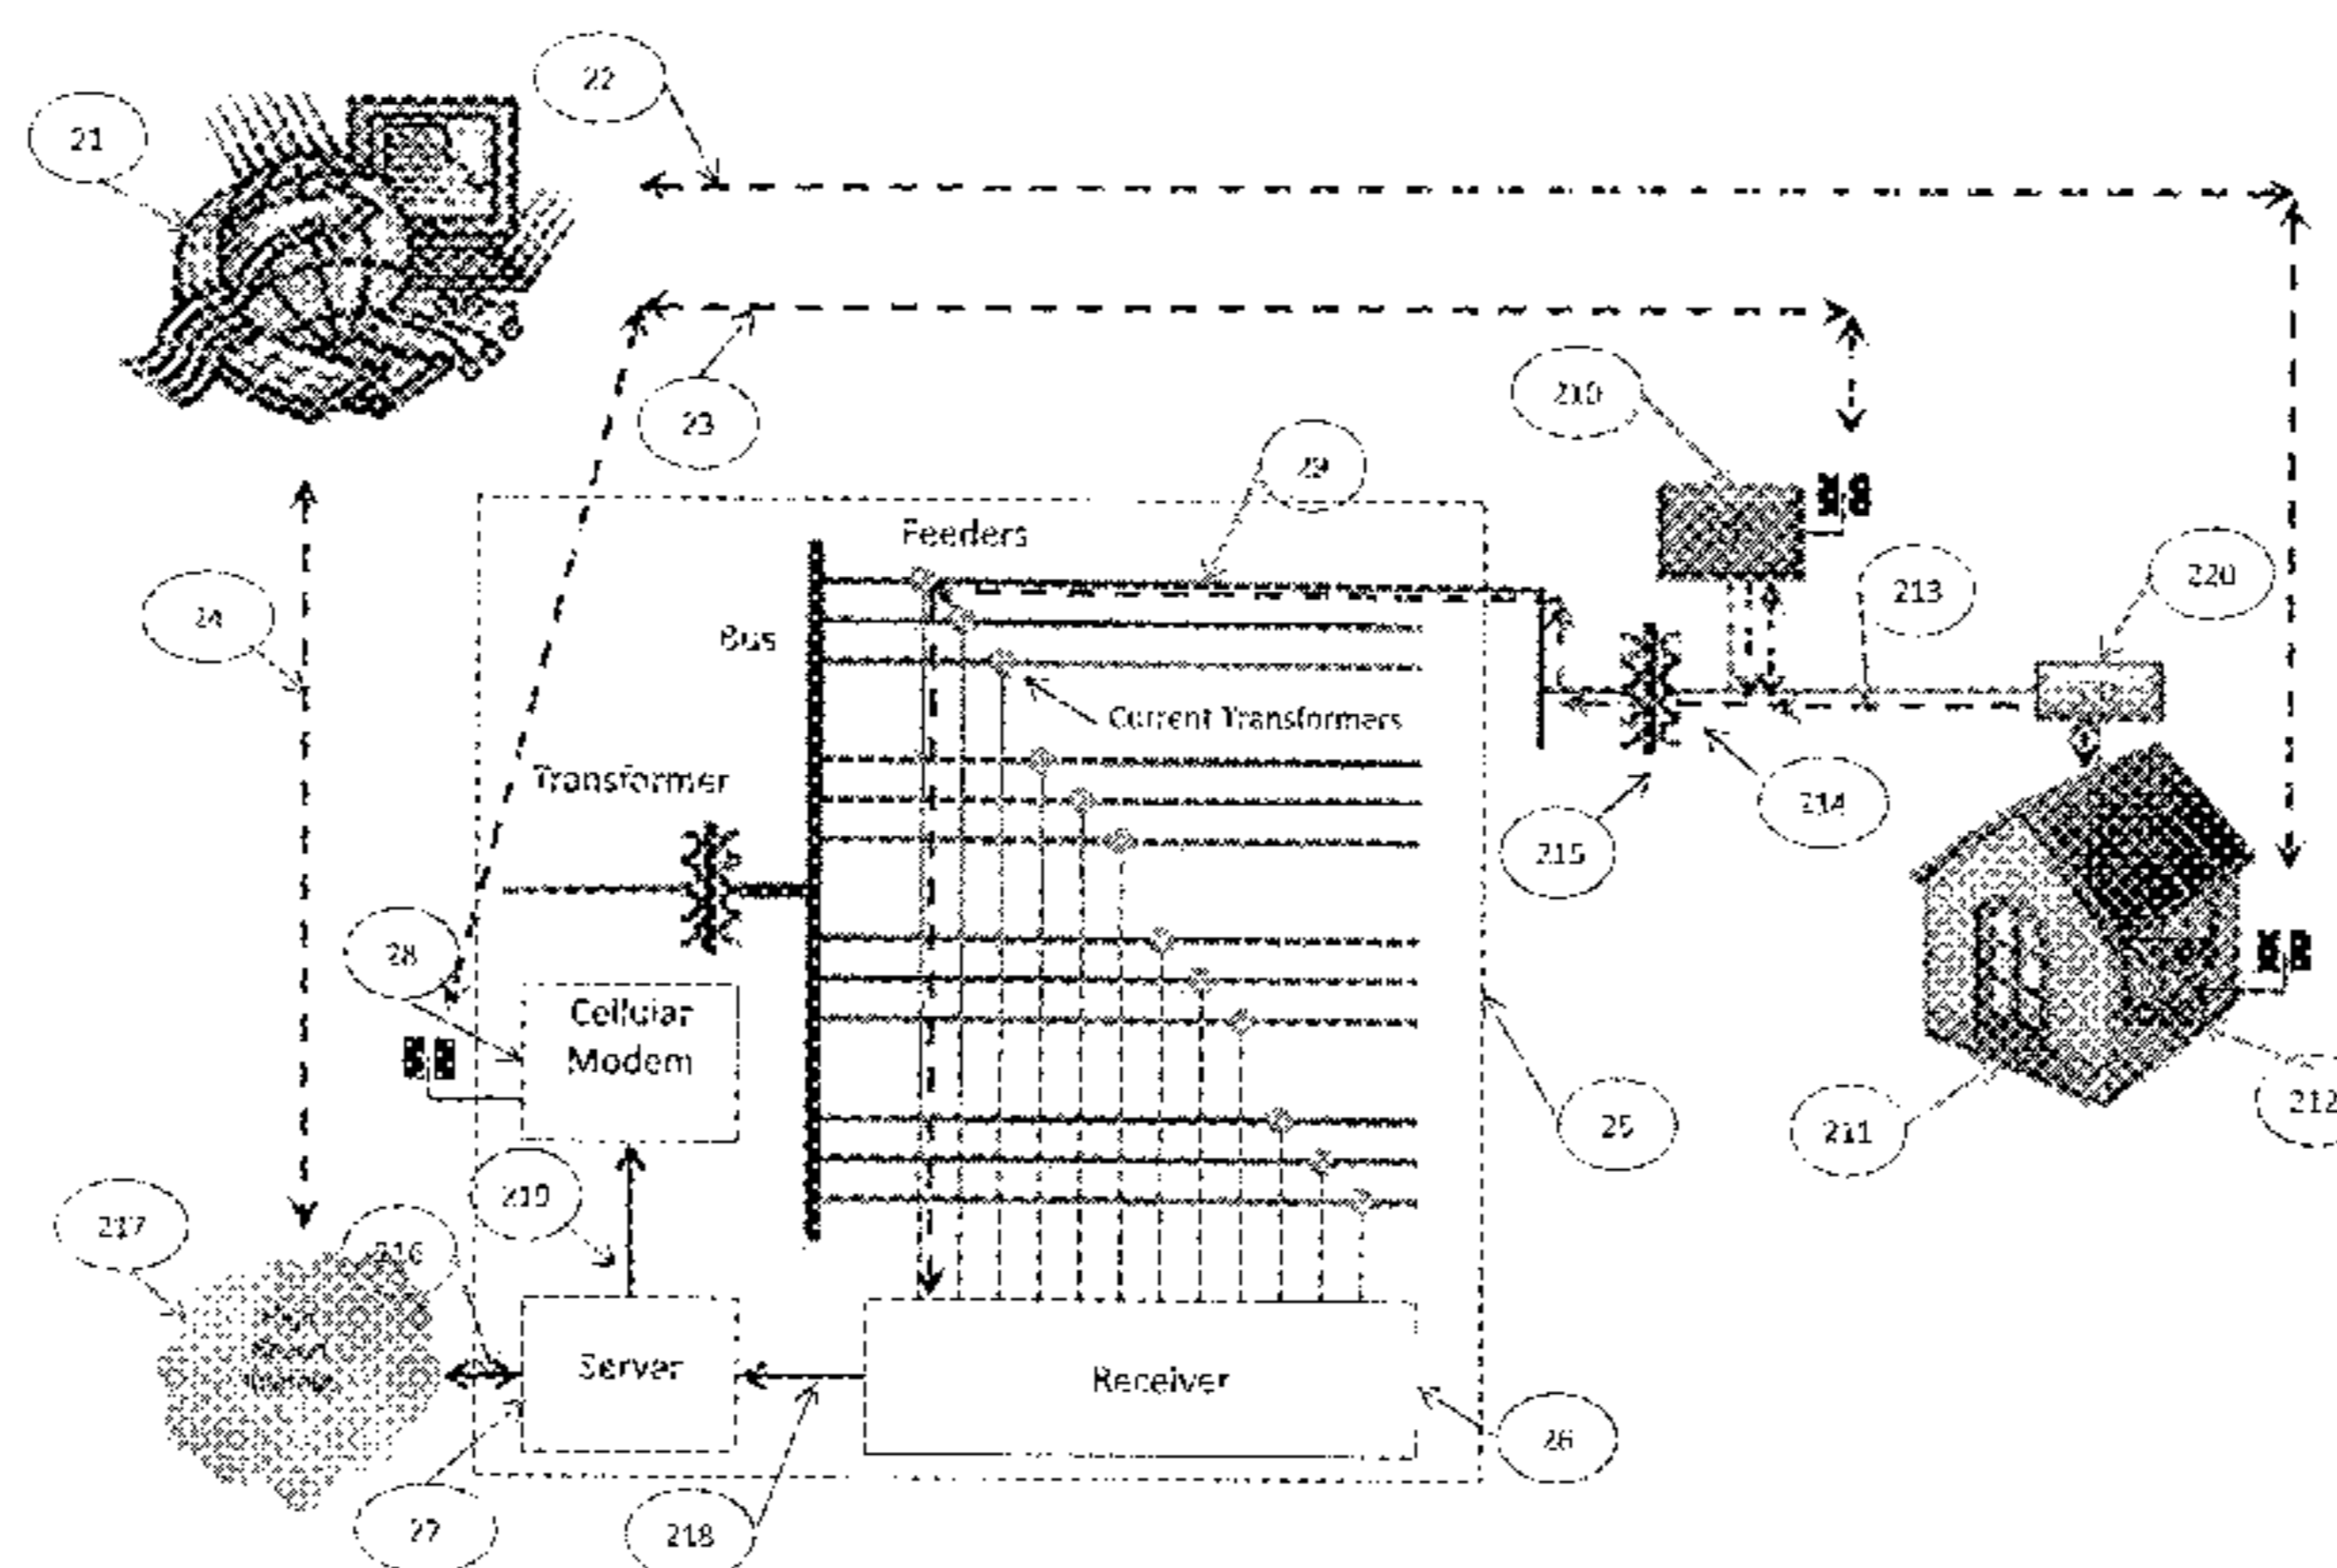 22
21
23
210
29
Feeders
220
24
213
Bus
Current Transformers
Transformer
214
215
28
Cellular
Modem
25
212
211
219
217
216
Server
Receiver
26
27
218